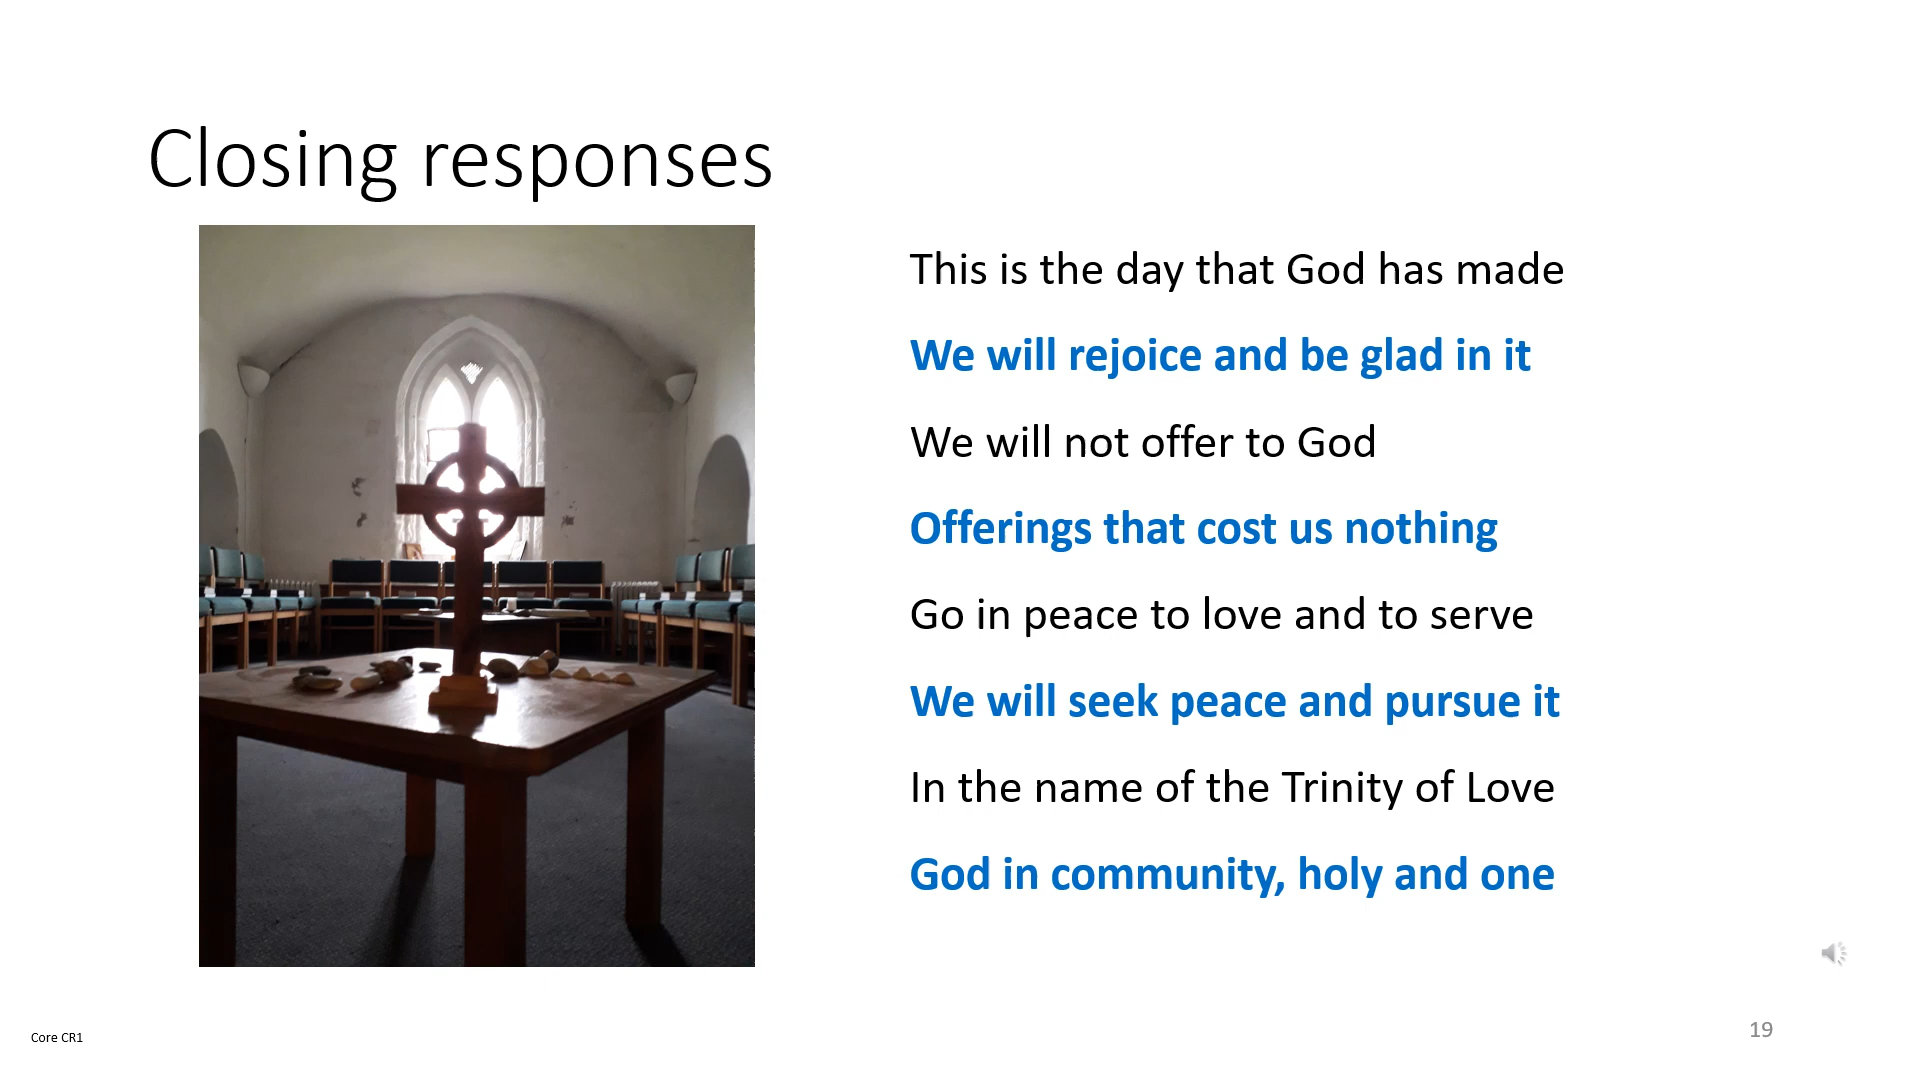 Closing responses
This is the day that God has made
We will rejoice and be glad in it
We will not offer to God
Offerings that cost us nothing
Go in peace to love and to serve
We will seek peace and pursue it
In the name of the Trinity of Love
God in community, holy and one
Core CR1
19